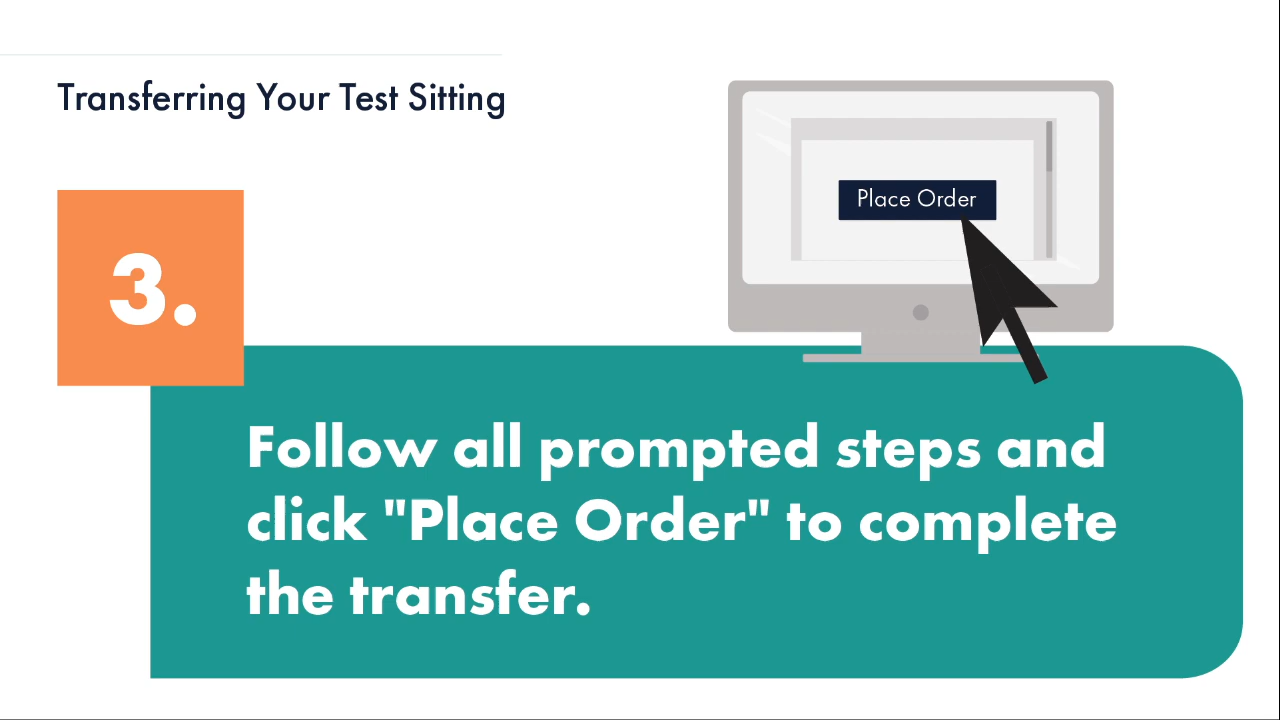 Transferring Your Test Sitting
Place Order
3.
Follow all prompted steps and
click "Place Order" to complete
the transfer.